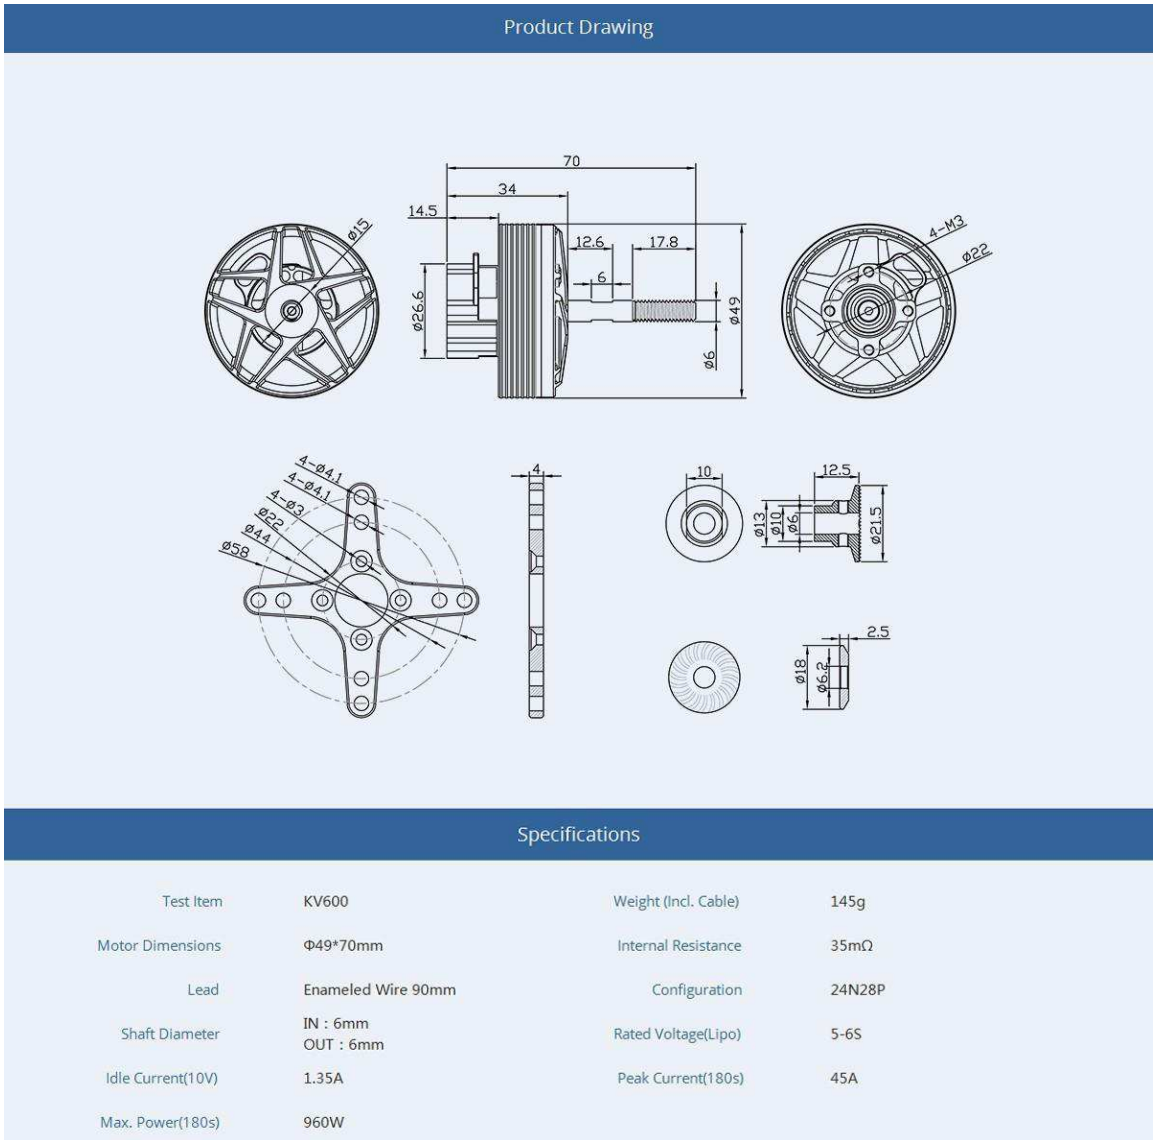 Product Drawing
70
34
14.5
12.6
17.8
6
ø15
ø26.6
ø49
ø6
4-M3
ø22
4-ø4.1
4-ø4.1
4-ø3
ø22
ø44
ø58
4
10
12.5
ø13
ø10
ø6
ø21.5
2.5
ø18
ø6.2
Specifications
Test Item KV600 Weight (Incl. Cable) 145g
Motor Dimensions Φ49*70mm Internal Resistance 35mΩ
Lead Enameled Wire 90mm Configuration 24N28P
Shaft Diameter IN : 6mm Rated Voltage(Lipo) 5-6S
OUT : 6mm
Idle Current(10V) 1.35A Peak Current(180s) 45A
Max. Power(180s) 960W